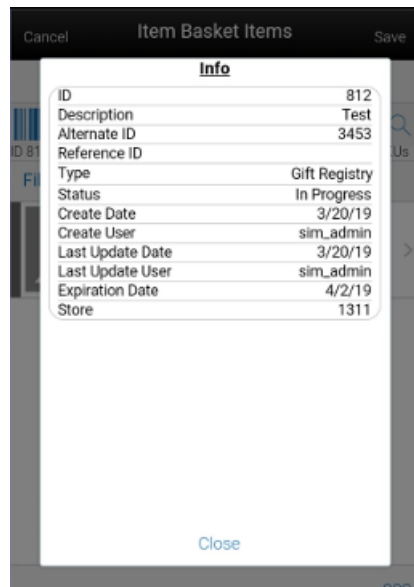 Cancel Item Basket Items Save
Info
ID 812
Description Test
Alternate ID 3453
Reference ID
Type Gift Registry
Status In Progress
Create Date 3/20/19
Create User sim_admin
Last Update Date 3/20/19
Last Update User sim_admin
Expiration Date 4/2/19
Store 1311
Close